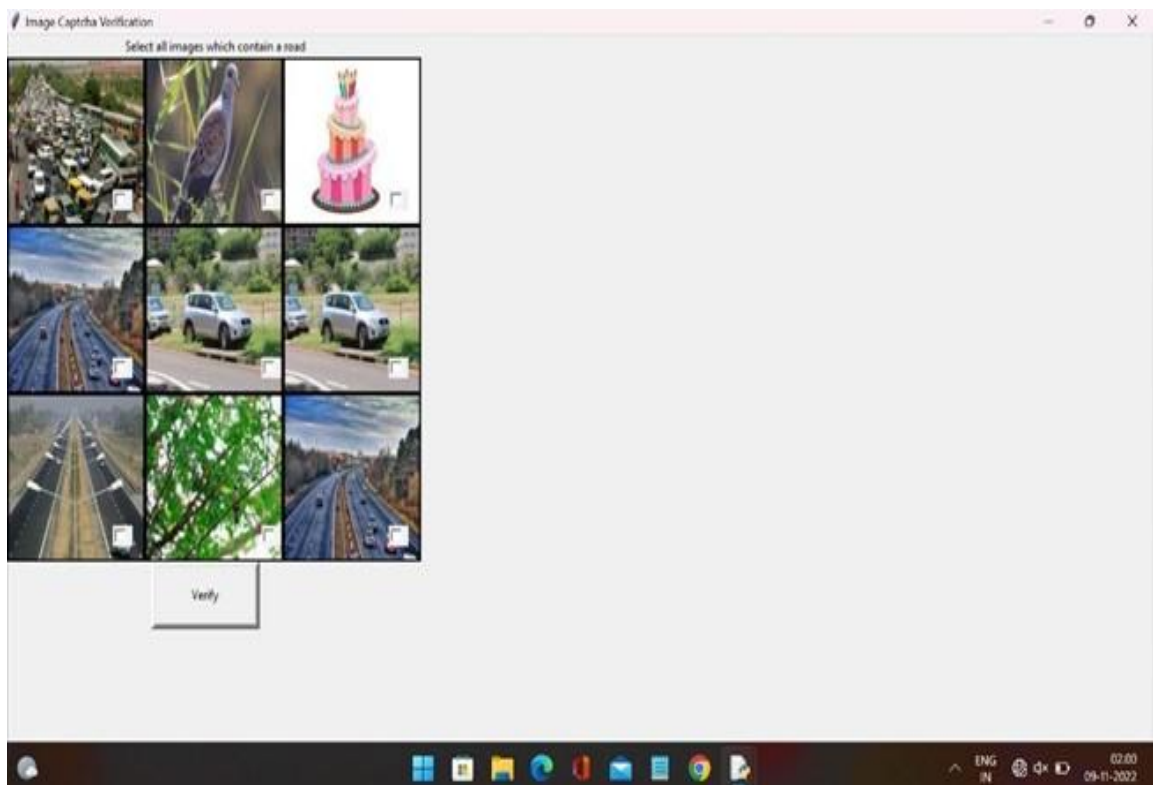 Image Captcha Verification
Select all images which contain a road
Verify
ENG
IN
02:00
09-11-2022